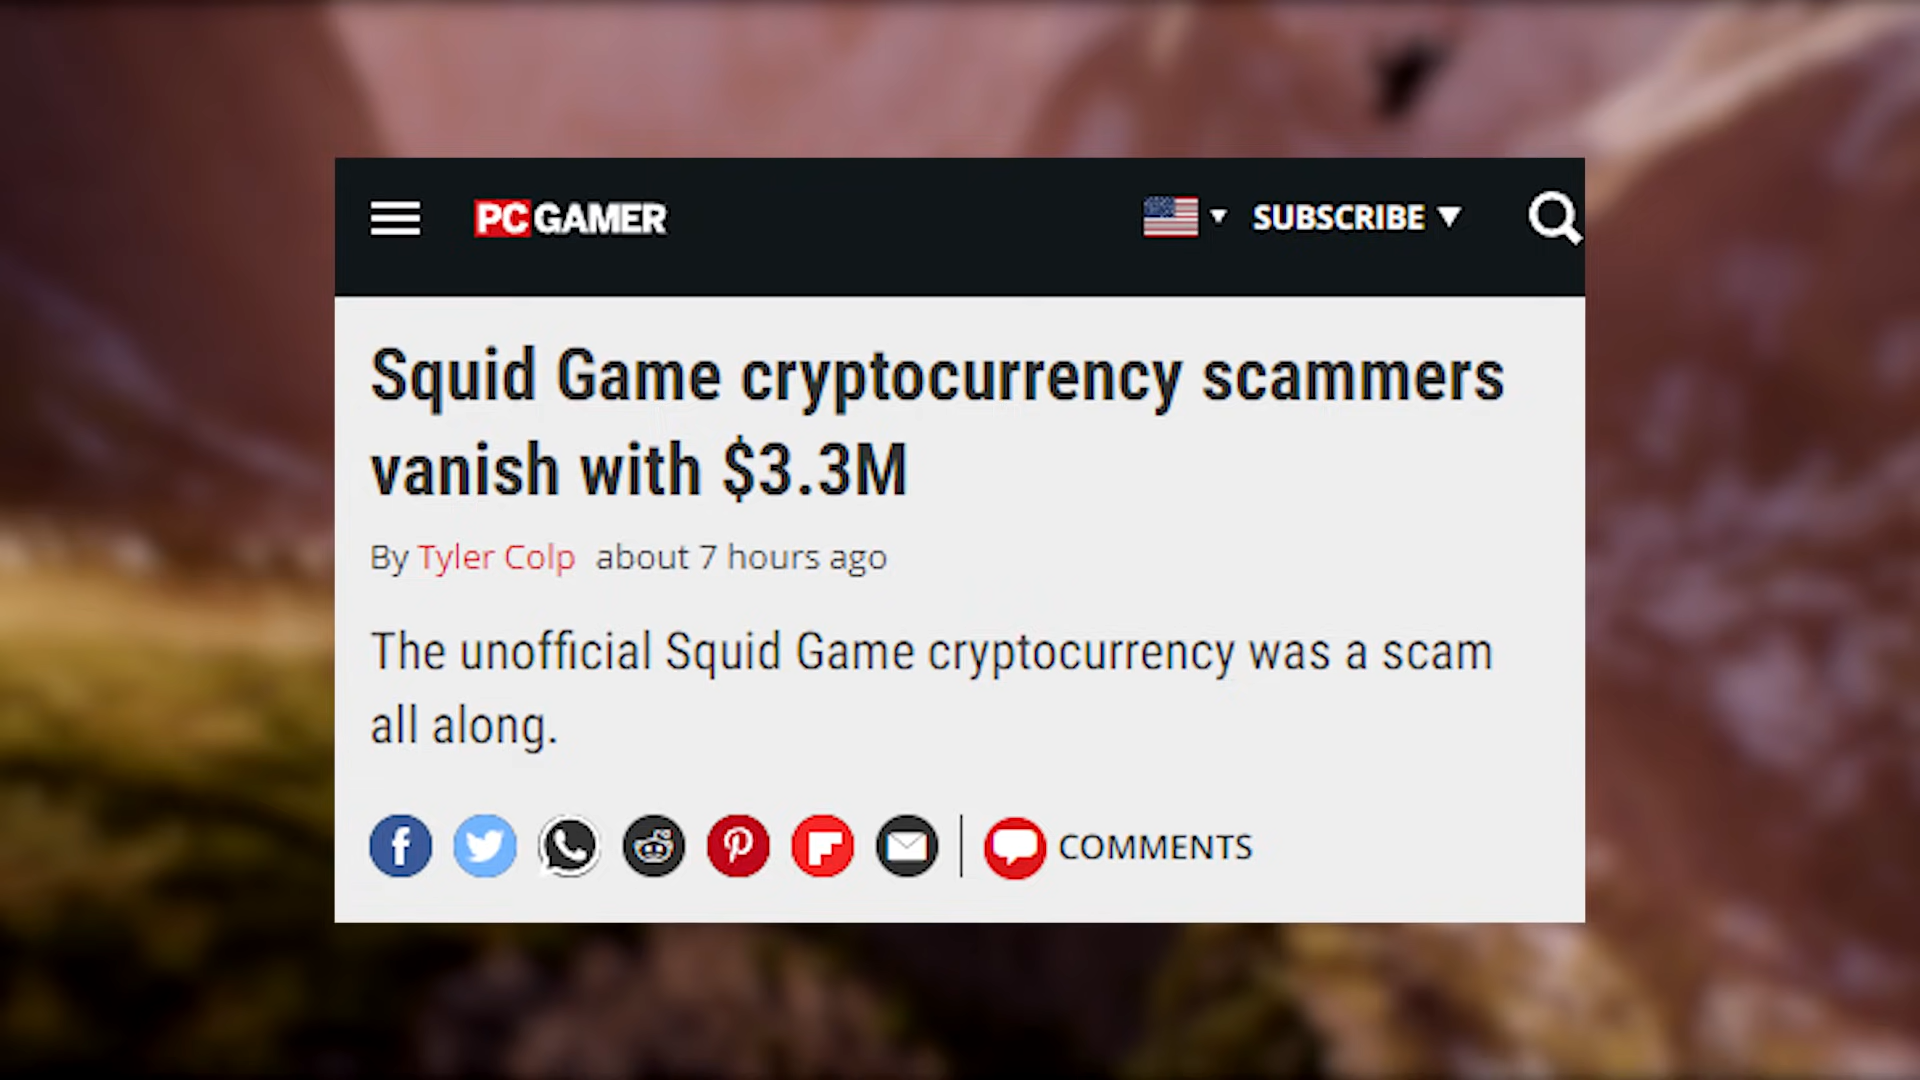 PC GAMER SUBSCRIBE
Squid Game cryptocurrency scammers
vanish with $3.3M
By Tyler Colp about 7 hours ago
The unofficial Squid Game cryptocurrency was a scam
all along.
COMMENTS